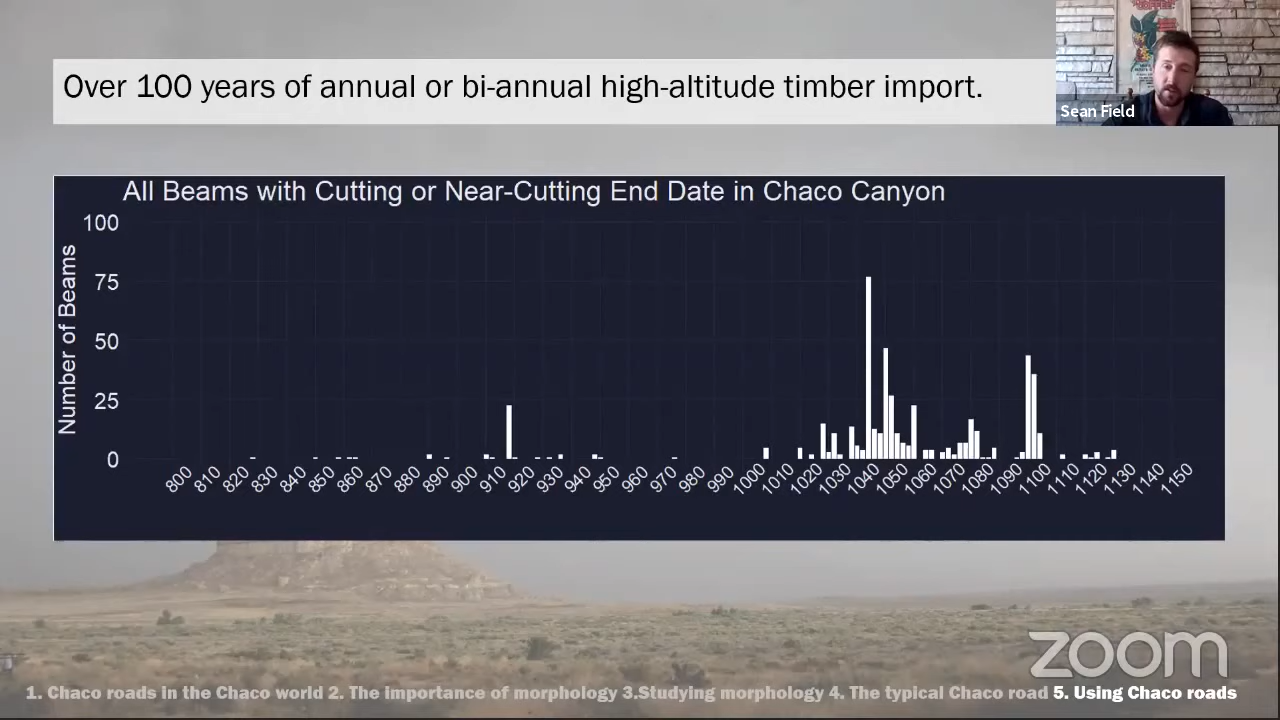 Over 100 years of annual or bi-annual high-altitude timber import.
Sean Field
All Beams with Cutting or Near-Cutting End Date in Chaco Canyon
Number of Beams
100
75
50
25
0
800 810 820 830 840 850 860 870 880 890 900 910 920 930 940 950 960 970 980 990 1000 1010 1020 1030 1040 1050 1060 1070 1080 1090 1100 1110 1120 1130 1140 1150
zoom
1. Chaco roads in the Chaco world 2. The importance of morphology 3.Studying morphology 4. The typical Chaco road 5. Using Chaco roads